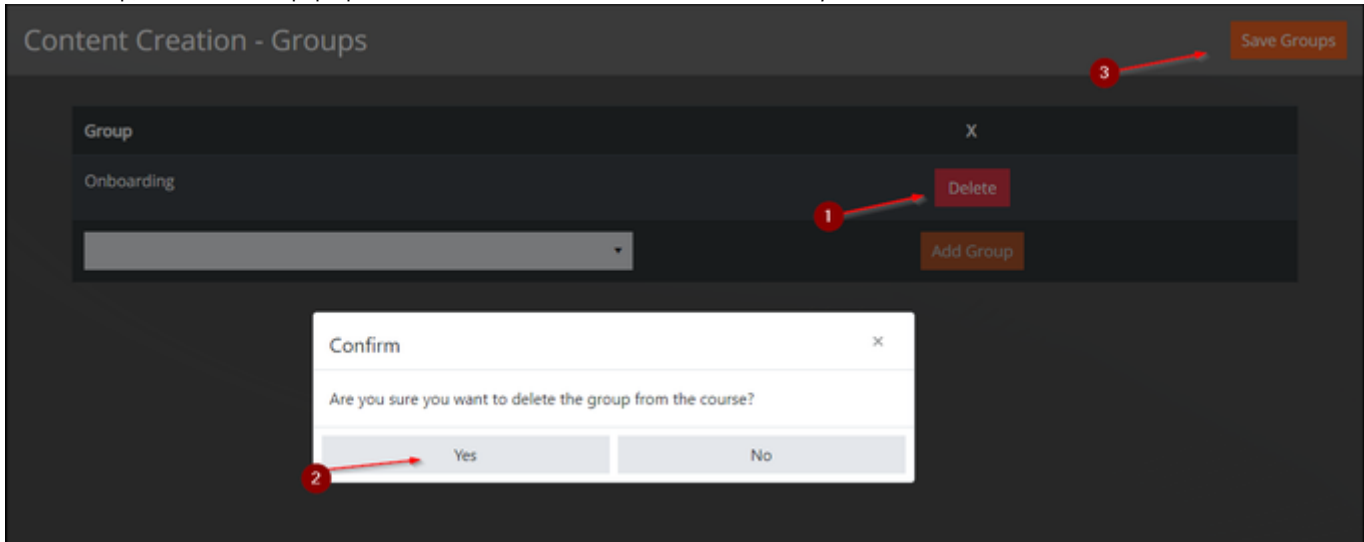 Content Creation - Groups
Save Groups
3
Group
X
Onboarding
Delete
1
Add Group
Confirm
×
Are you sure you want to delete the group from the course?
Yes
No
2